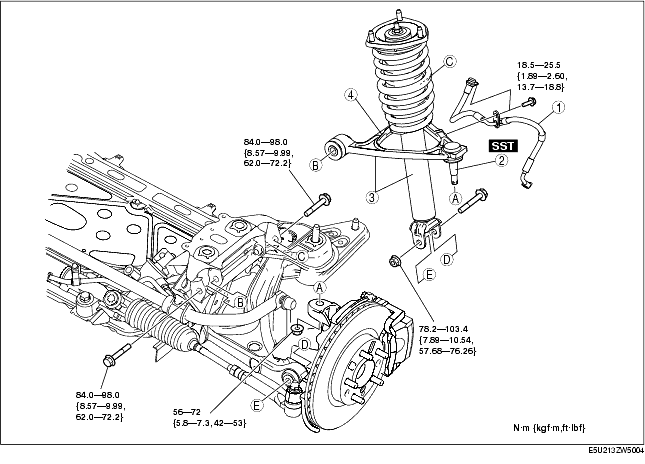 18.5—25.5
{1.89—2.60,
13.7—18.8}
C
4
1
84.0—98.0
{8.57—9.99,
62.0—72.2}
SST
B
2
3
A
C
D
E
A
B
78.2—103.4
{7.89—10.54,
57.68—76.26}
D
84.0—98.0
{8.57—9.99,
62.0—72.2}
56—72
{5.8—7.3, 42—53}
E
N·m {kgf·m,ft·lbf}
E5U213ZW5004